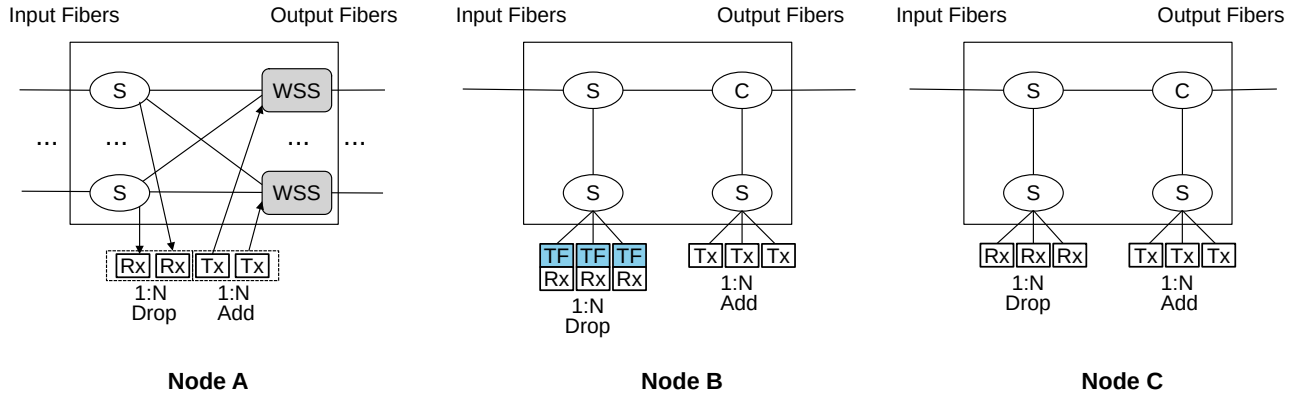 Input Fibers Output Fibers
S WSS
... ... ... ...
S WSS
Rx Rx Tx Tx
1:N 1:N
Drop Add
Node A
Input Fibers Output Fibers
S C
S S
TF TF TF Tx Tx Tx
Rx Rx Rx
1:N 1:N
Drop Add
Node B
Input Fibers Output Fibers
S C
S S
Rx Rx Rx Tx Tx Tx
1:N 1:N
Drop Add
Node C